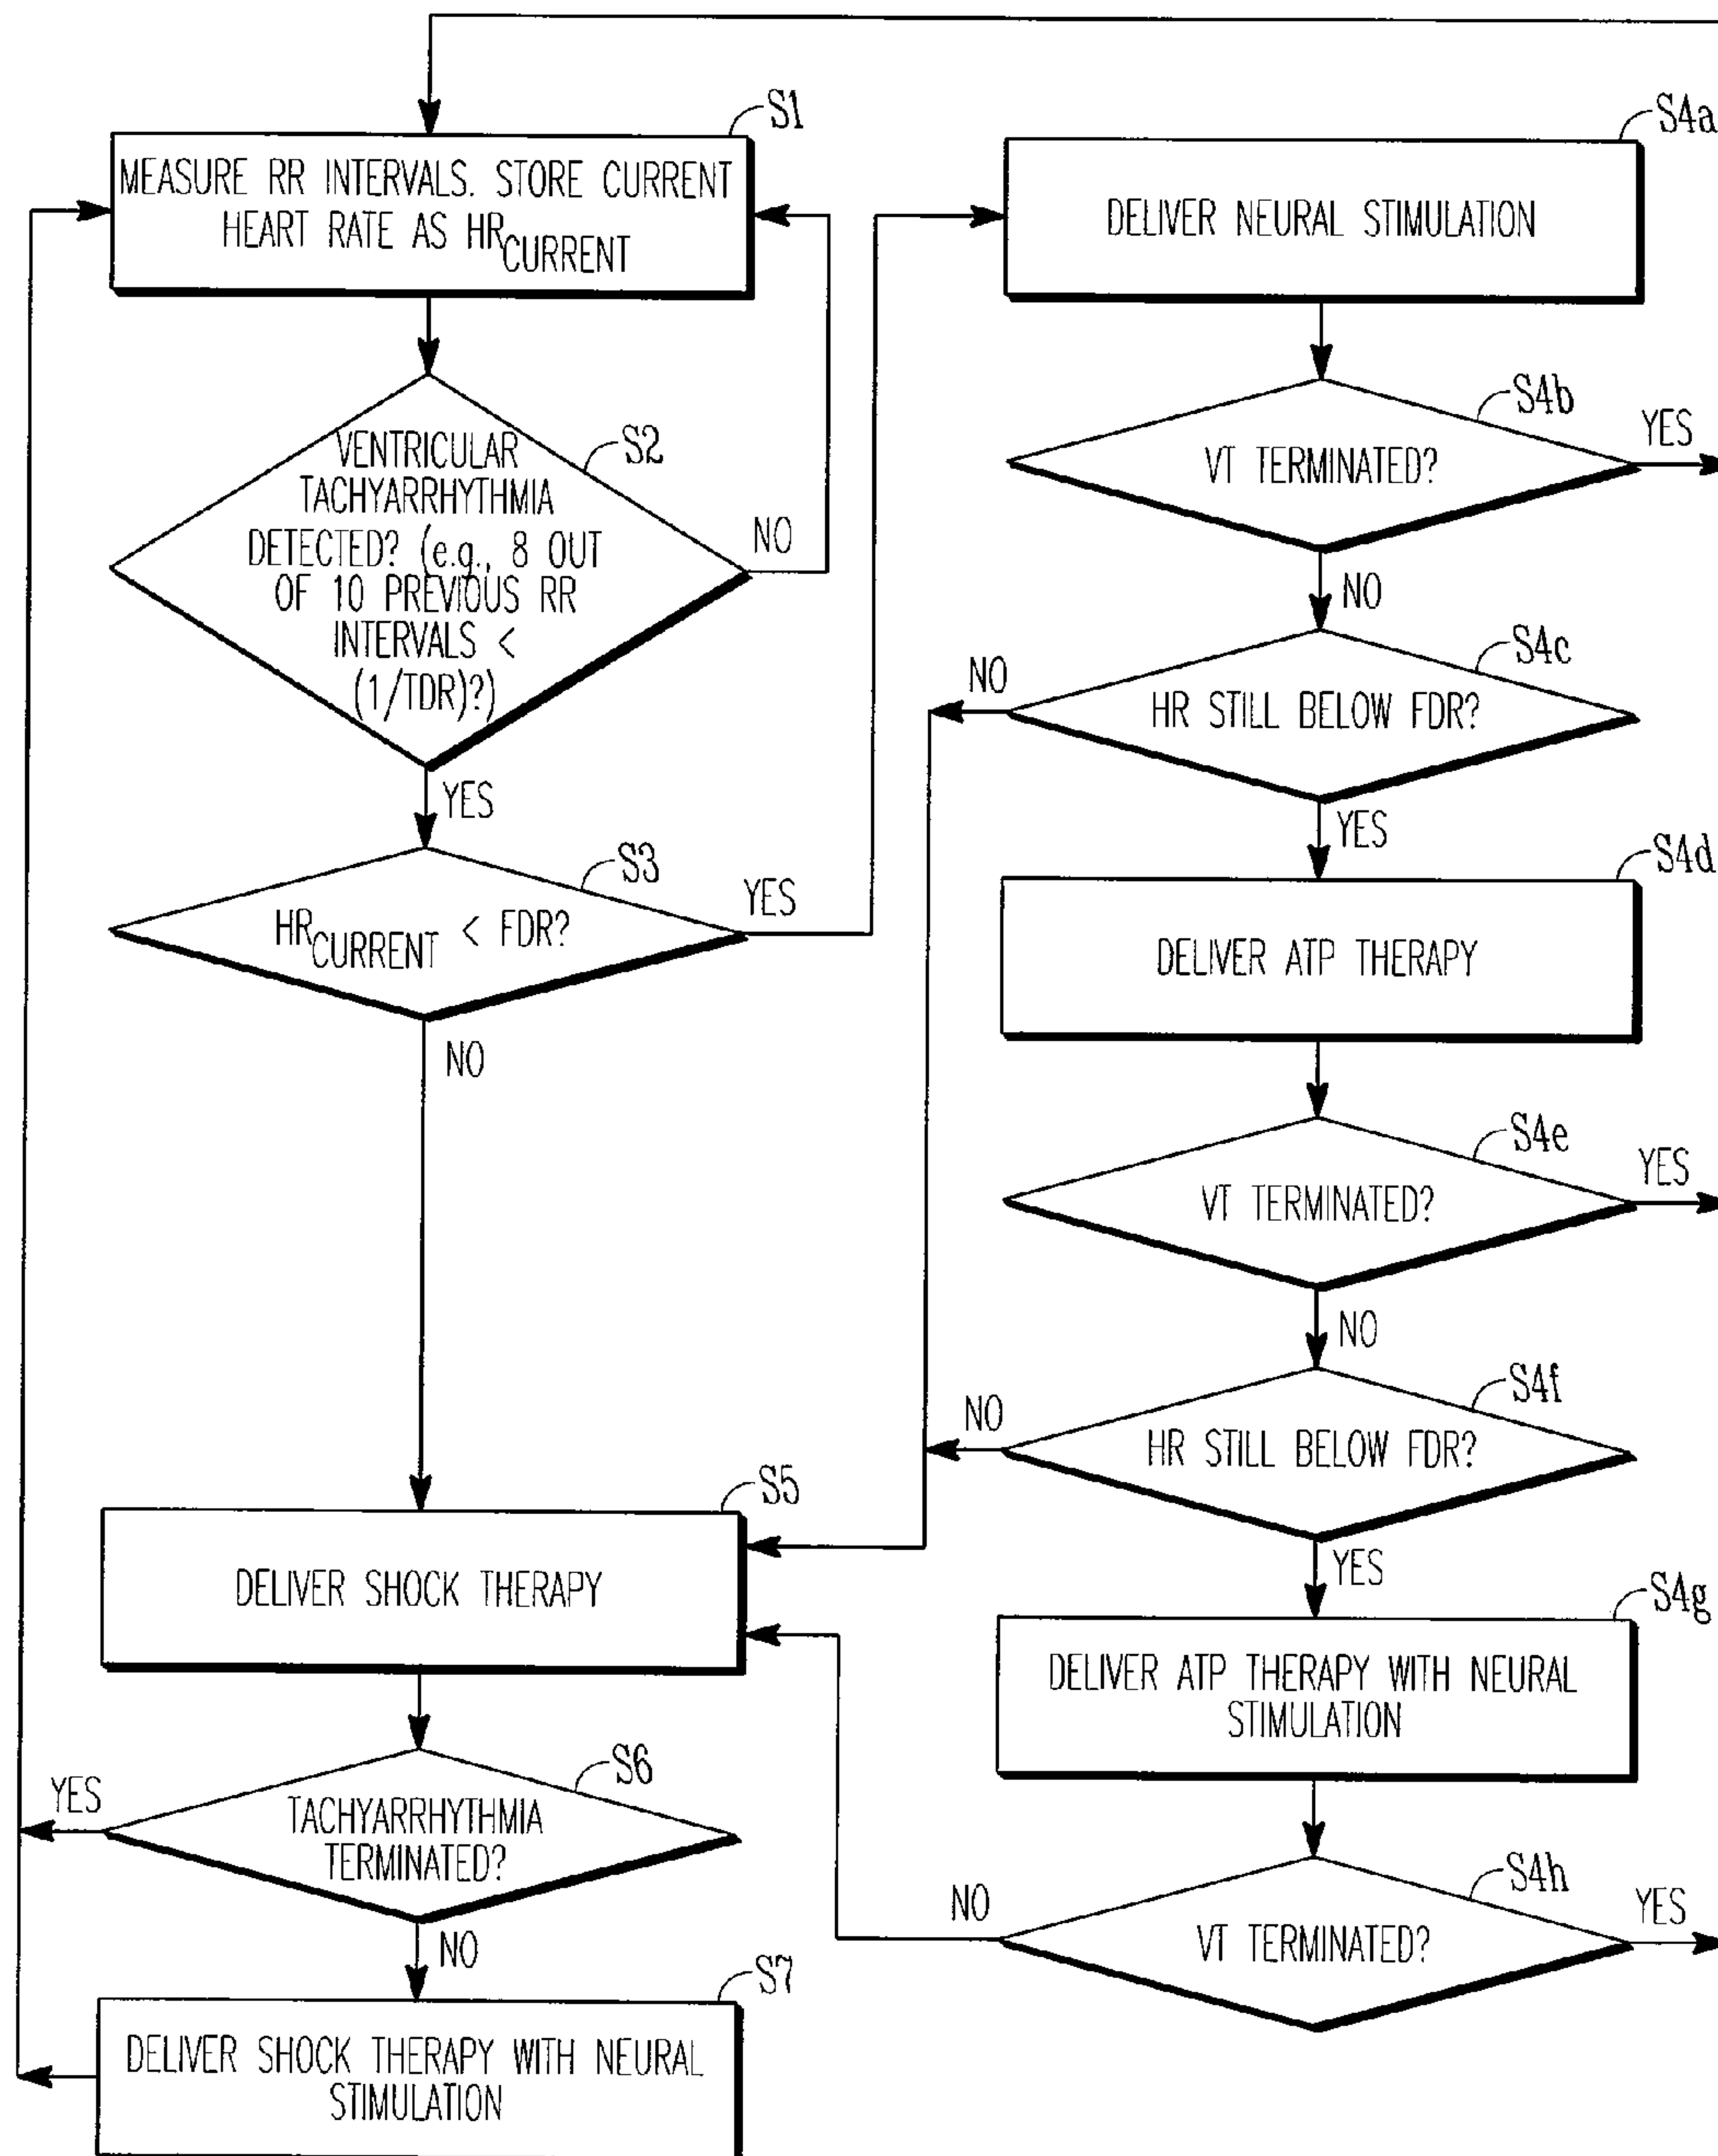 S1
MEASURE RR INTERVALS. STORE CURRENT
HEART RATE AS HR_CURRENT
S2
VENTRICULAR
TACHYARRHYTHMIA
DETECTED? (e.g., 8 OUT
OF 10 PREVIOUS RR
INTERVALS <
(1/TDR)?)
NO
YES
S3
HR_CURRENT < FDR?
YES
NO
S4a
DELIVER NEURAL STIMULATION
S4b
VT TERMINATED?
YES
NO
S4c
HR STILL BELOW FDR?
NO
YES
S4d
DELIVER ATP THERAPY
S4e
VT TERMINATED?
YES
NO
S4f
HR STILL BELOW FDR?
NO
YES
S4g
DELIVER ATP THERAPY WITH NEURAL
STIMULATION
S4h
VT TERMINATED?
NO
YES
S5
DELIVER SHOCK THERAPY
S6
TACHYARRHYTHMIA
TERMINATED?
YES
NO
S7
DELIVER SHOCK THERAPY WITH NEURAL
STIMULATION